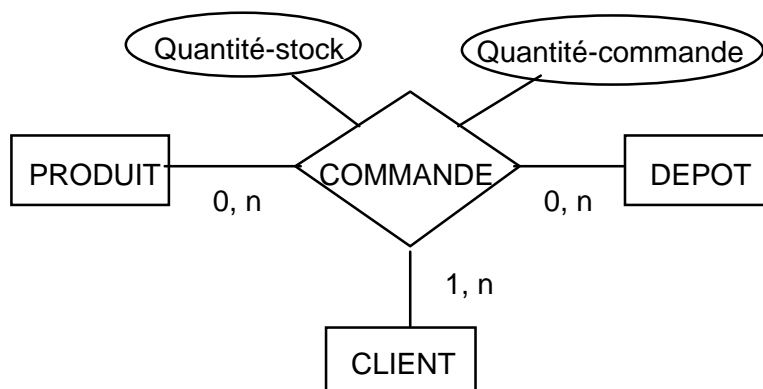 Quantité-stock
Quantité-commande
PRODUIT
COMMANDE
DEPOT
0, n
0, n
1, n
CLIENT